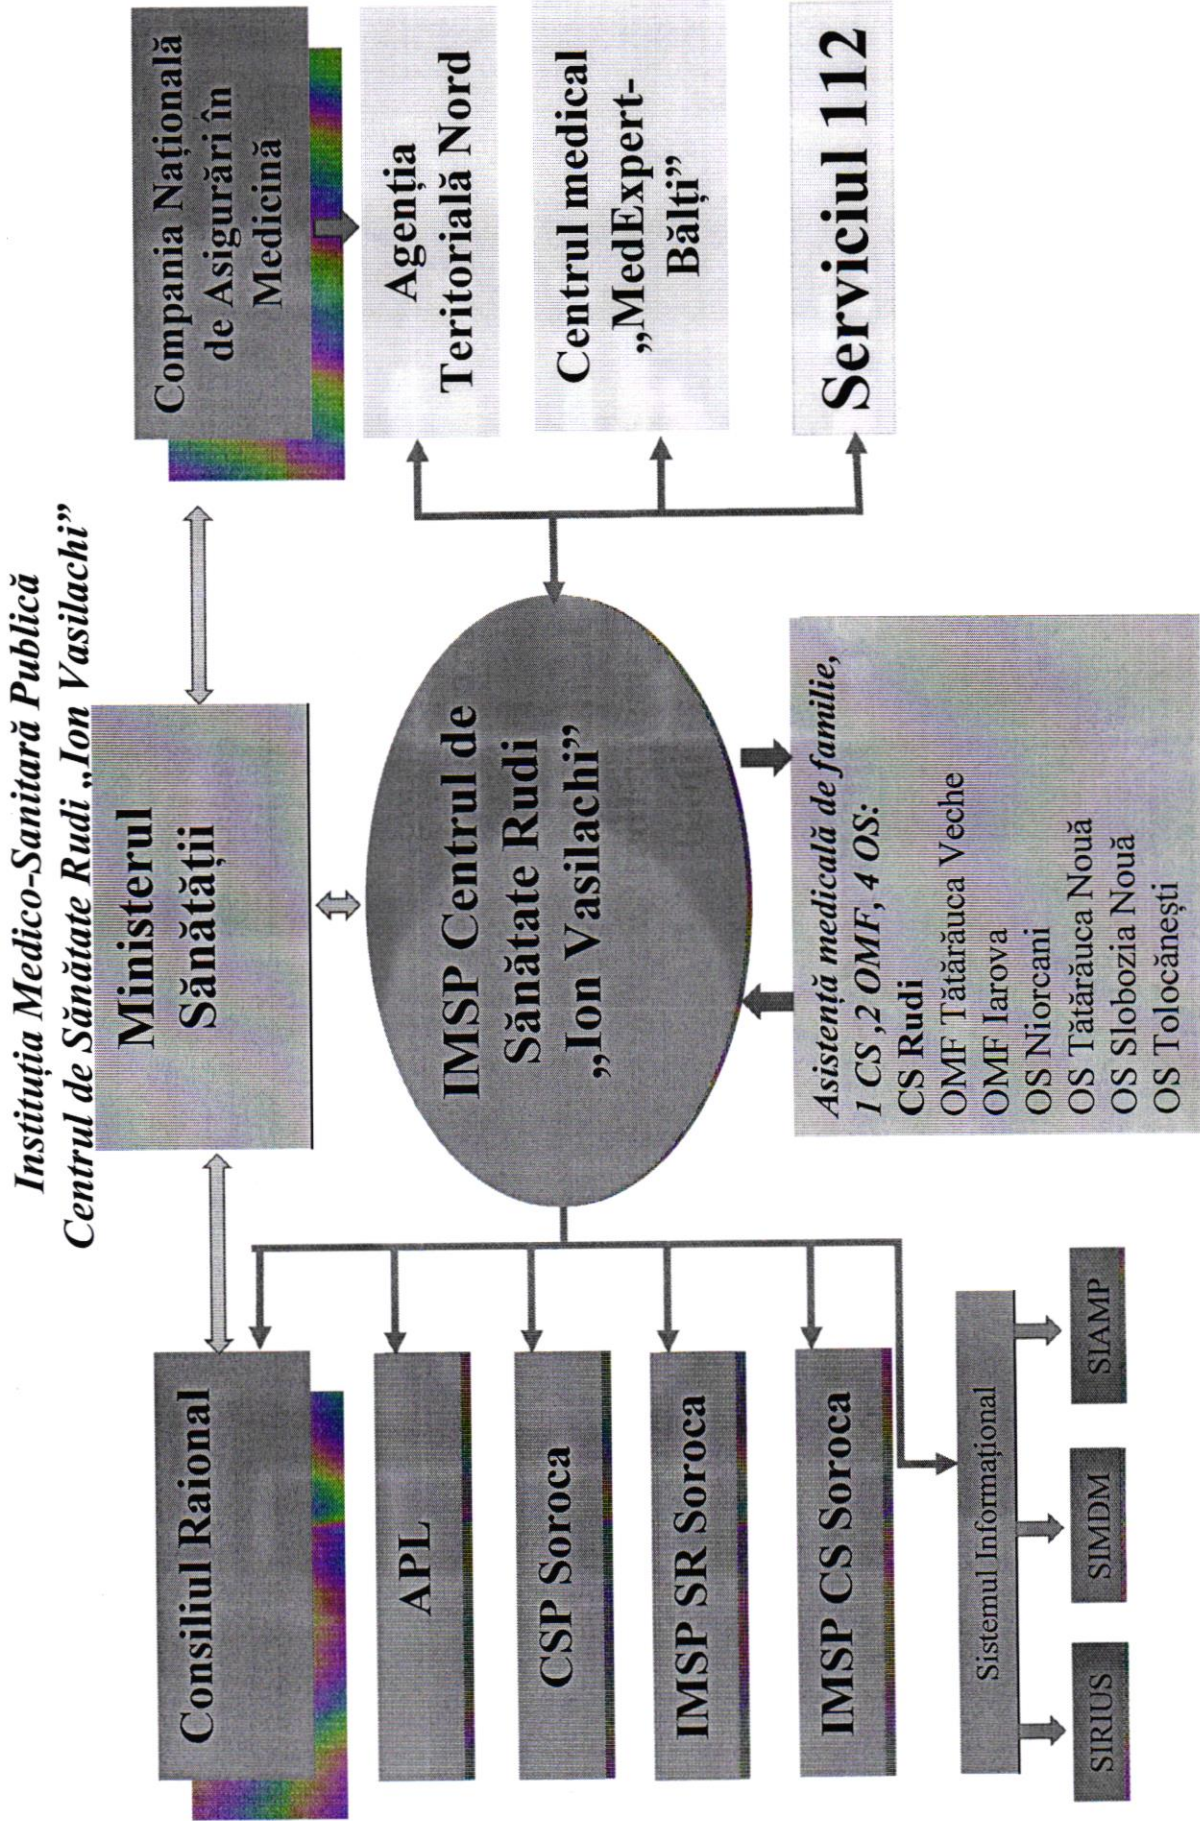 Instituția Medico-Sanitară Publică
Centrul de Sănătate Rudi „Ion Vasilachi”
Consiliul Raional
Ministerul
Sănătății
Compania Națională
de Asigurări în
Medicină
APL
CSP Soroca
IMSP SR Soroca
IMSP CS Soroca
Sistemul Informațional
SIRIUS
SIMDM
SIAMP
IMSP Centrul de
Sănătate Rudi
„Ion Vasilachi”
Agenția
Teritorială Nord
Centrul medical
„MedExpert-
Bălți”
Serviciul 112
Asistență medicală de familie,
1 CS ,2 OMF, 4 OS:
CS Rudi
OMF Tătărăuca Veche
OMF Iarova
OS Niorcani
OS Tătărăuca Nouă
OS Slobozia Nouă
OS Tolocănești